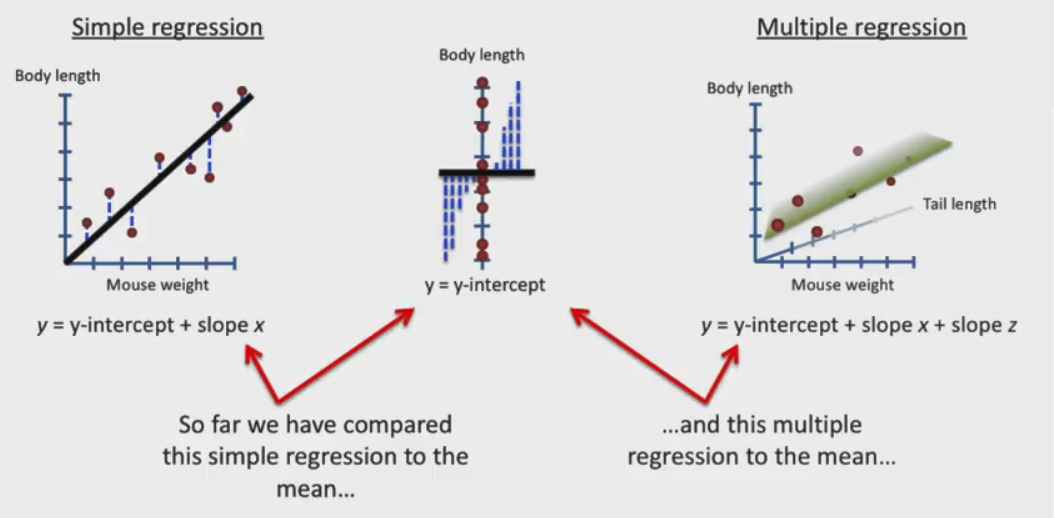 Simple regression
Body length
Mouse weight
y = y-intercept + slope x
Body length
y = y-intercept
Multiple regression
Body length
Tail length
Mouse weight
y = y-intercept + slope x + slope z
So far we have compared
this simple regression to the
mean...
...and this multiple
regression to the mean...